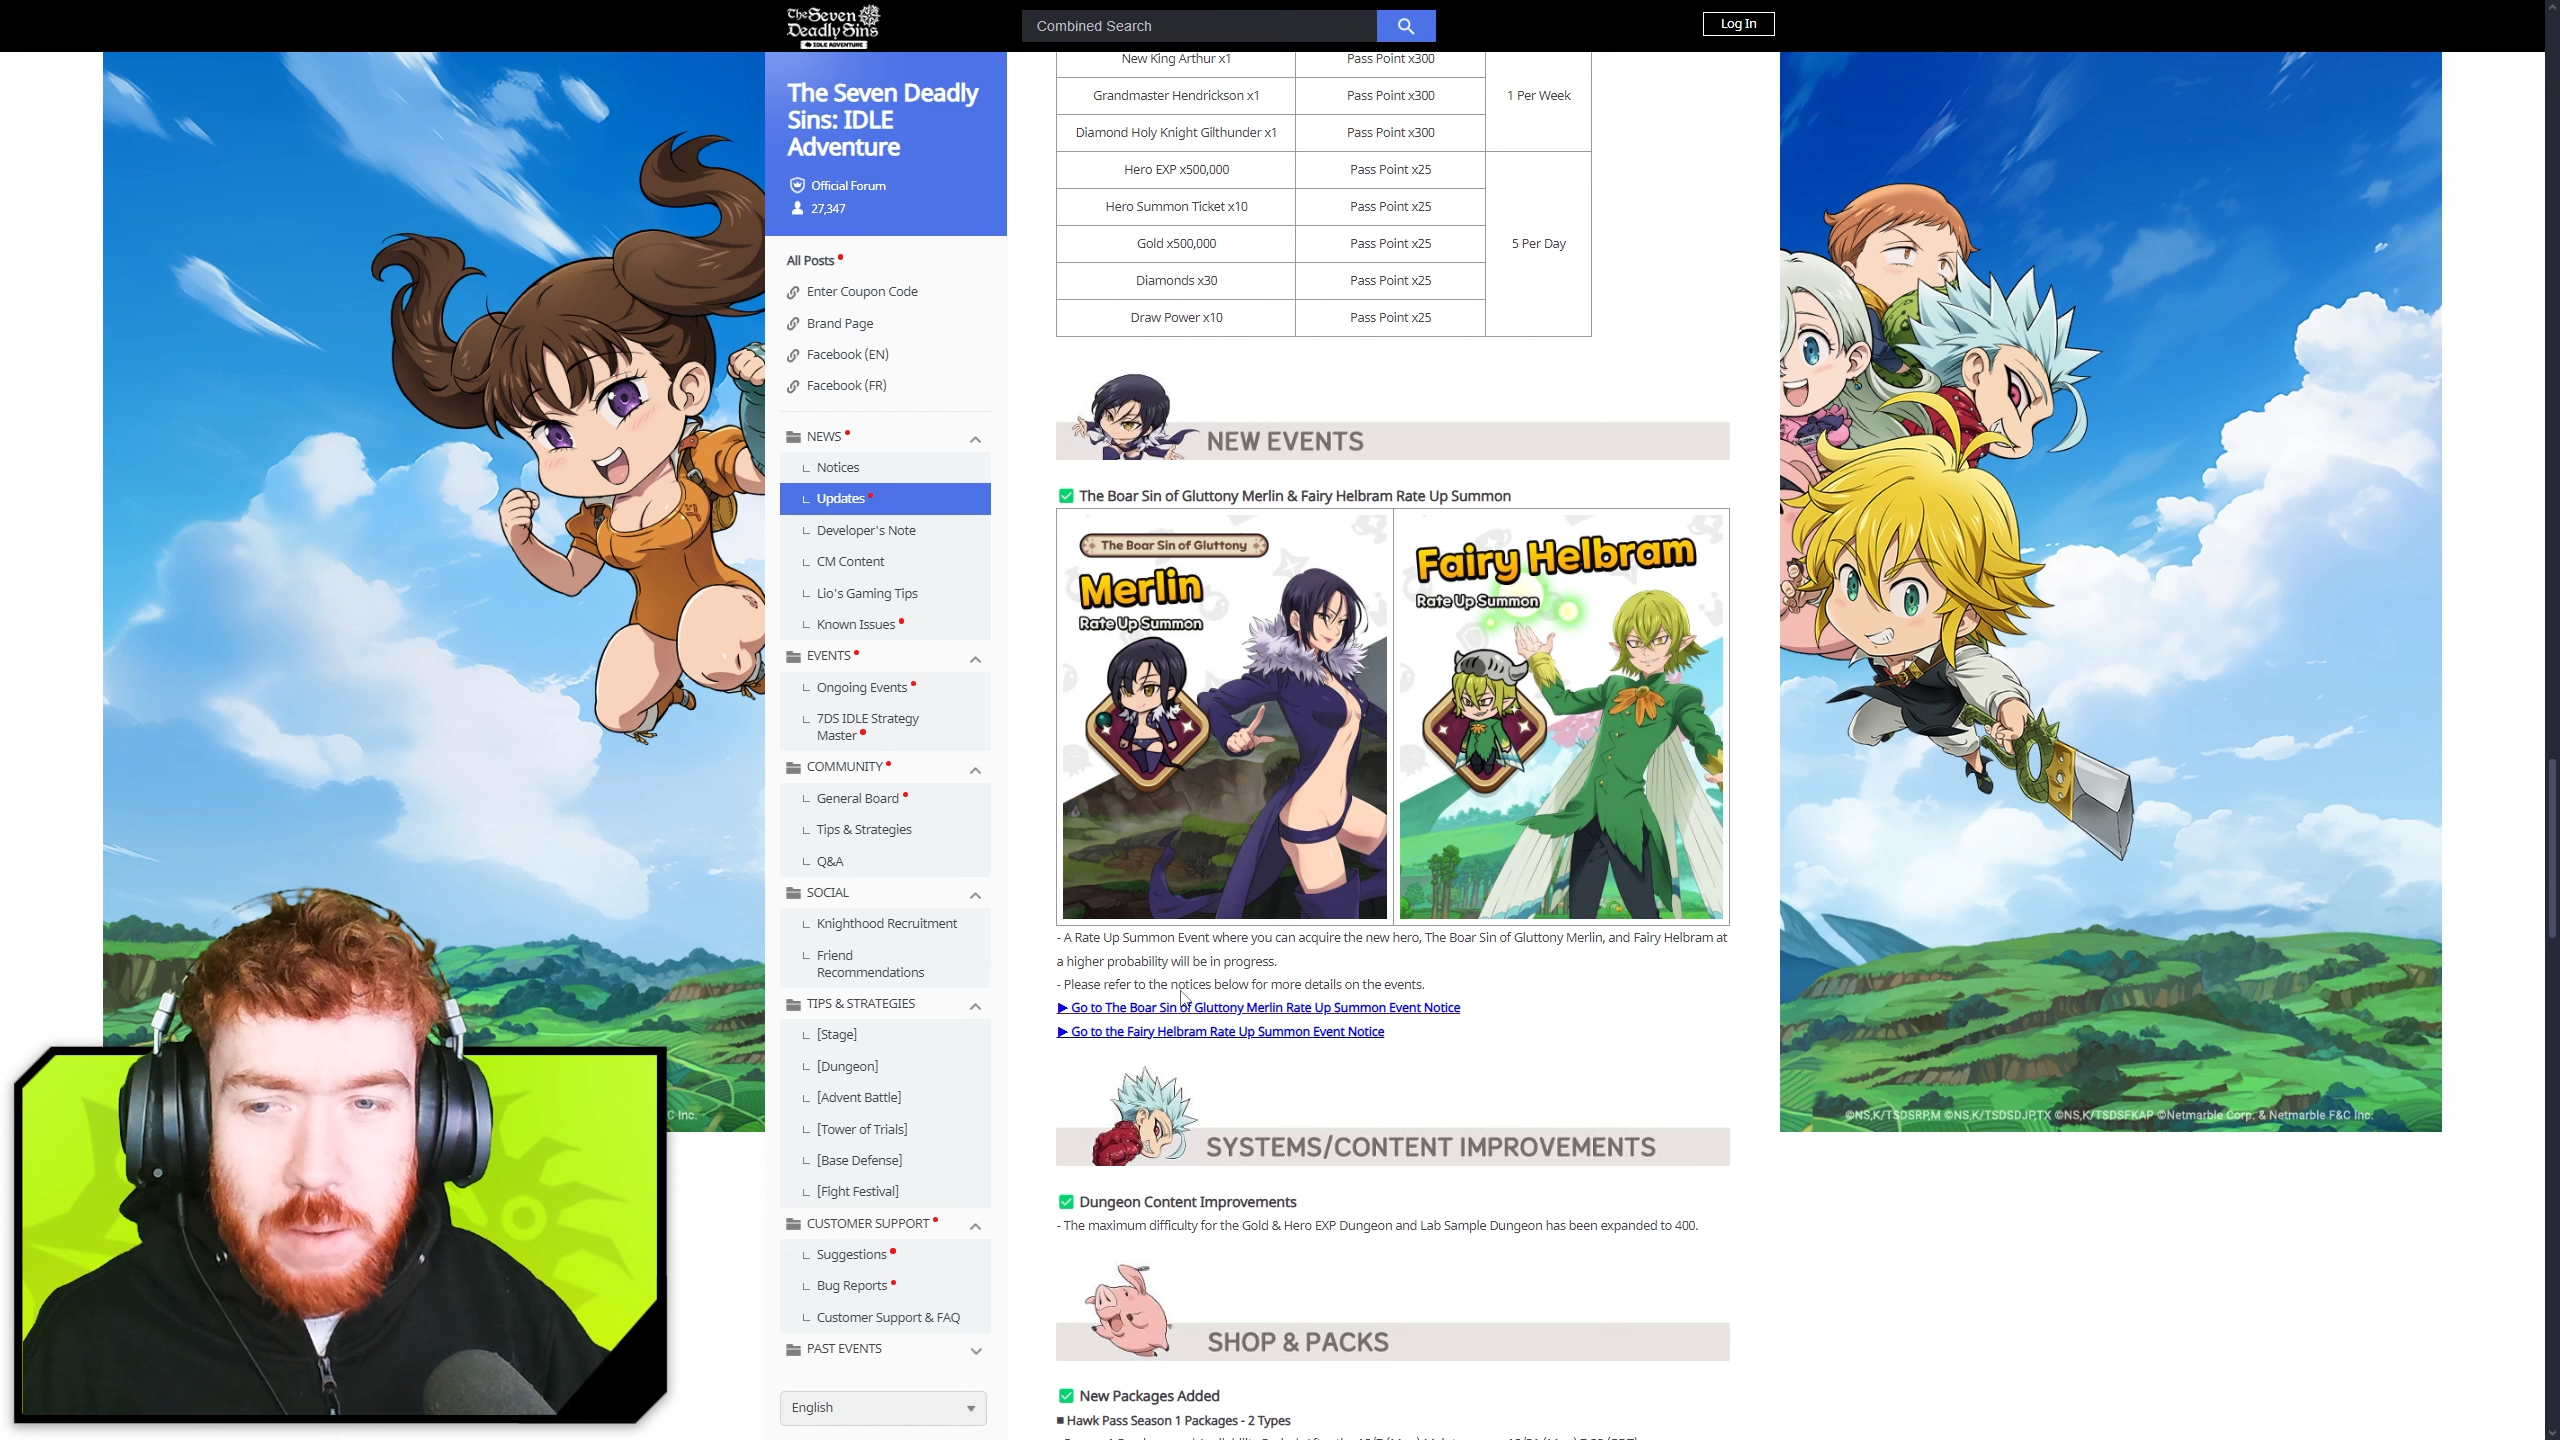 The Seven
Deadly Sins
IDLE ADVENTURE
Combined Search
Log In
The Seven Deadly
Sins: IDLE
Adventure
Official Forum
27,347
All Posts
Enter Coupon Code
Brand Page
Facebook (EN)
Facebook (FR)
NEWS
Notices
Updates
Developer's Note
CM Content
Lio's Gaming Tips
Known Issues
EVENTS
Ongoing Events
7DS IDLE Strategy
Master
COMMUNITY
General Board
Tips & Strategies
Q&A
SOCIAL
Knighthood Recruitment
Friend
Recommendations
TIPS & STRATEGIES
[Stage]
[Dungeon]
[Advent Battle]
[Tower of Trials]
[Base Defense]
[Fight Festival]
CUSTOMER SUPPORT
Suggestions
Bug Reports
Customer Support & FAQ
PAST EVENTS
English
New King Arthur x1 Pass Point x300
Grandmaster Hendrickson x1 Pass Point x300 1 Per Week
Diamond Holy Knight Gilthunder x1 Pass Point x300
Hero EXP x500,000 Pass Point x25
Hero Summon Ticket x10 Pass Point x25
Gold x500,000 Pass Point x25 5 Per Day
Diamonds x30 Pass Point x25
Draw Power x10 Pass Point x25
NEW EVENTS
The Boar Sin of Gluttony Merlin & Fairy Helbram Rate Up Summon
The Boar Sin of Gluttony
Merlin
Rate Up Summon
Fairy Helbram
Rate Up Summon
- A Rate Up Summon Event where you can acquire the new hero, The Boar Sin of Gluttony Merlin, and Fairy Helbram at
a higher probability will be in progress.
- Please refer to the notices below for more details on the events.
▶ Go to The Boar Sin of Gluttony Merlin Rate Up Summon Event Notice
▶ Go to the Fairy Helbram Rate Up Summon Event Notice
SYSTEMS/CONTENT IMPROVEMENTS
Dungeon Content Improvements
- The maximum difficulty for the Gold & Hero EXP Dungeon and Lab Sample Dungeon has been expanded to 400.
SHOP & PACKS
New Packages Added
■ Hawk Pass Season 1 Packages - 2 Types
C Inc.
©NS,K/TSDSRP,M ©NS,K/TSDSDJP,TX ©NS,K/TSDSFKAP ©Netmarble Corp. & Netmarble F&C Inc.